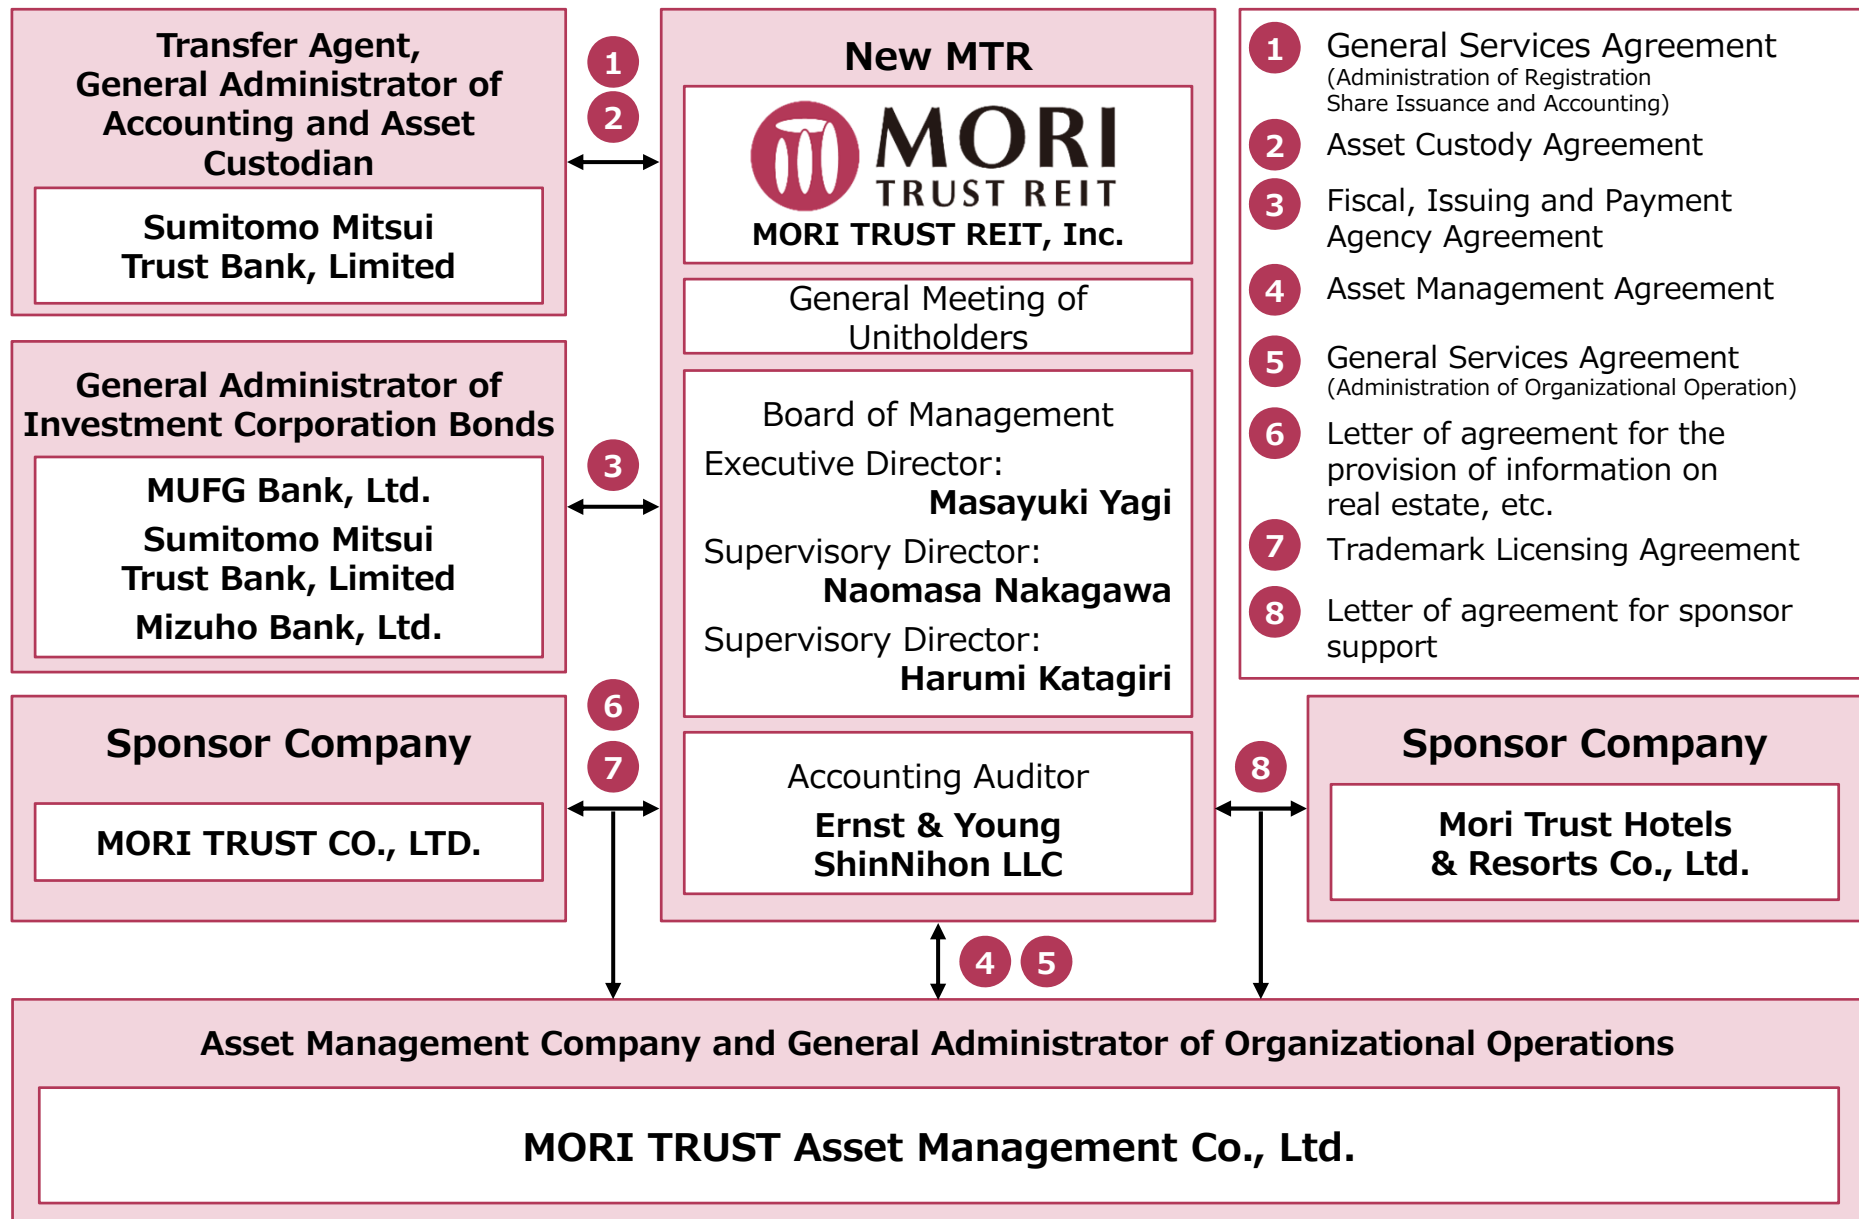 Transfer Agent,
General Administrator of
Accounting and Asset
Custodian
Sumitomo Mitsui
Trust Bank, Limited
1
2
General Administrator of
Investment Corporation Bonds
MUFG Bank, Ltd.
Sumitomo Mitsui
Trust Bank, Limited
Mizuho Bank, Ltd.
3
Sponsor Company
MORI TRUST CO., LTD.
6
7
New MTR
MORI
TRUST REIT
MORI TRUST REIT, Inc.
General Meeting of
Unitholders
Board of Management
Executive Director:
Masayuki Yagi
Supervisory Director:
Naomasa Nakagawa
Supervisory Director:
Harumi Katagiri
Accounting Auditor
Ernst & Young
ShinNihon LLC
4 5
1 General Services Agreement
(Administration of Registration
Share Issuance and Accounting)
2 Asset Custody Agreement
3 Fiscal, Issuing and Payment
Agency Agreement
4 Asset Management Agreement
5 General Services Agreement
(Administration of Organizational Operation)
6 Letter of agreement for the
provision of information on
real estate, etc.
7 Trademark Licensing Agreement
8 Letter of agreement for sponsor
support
8
Sponsor Company
Mori Trust Hotels
& Resorts Co., Ltd.
Asset Management Company and General Administrator of Organizational Operations
MORI TRUST Asset Management Co., Ltd.